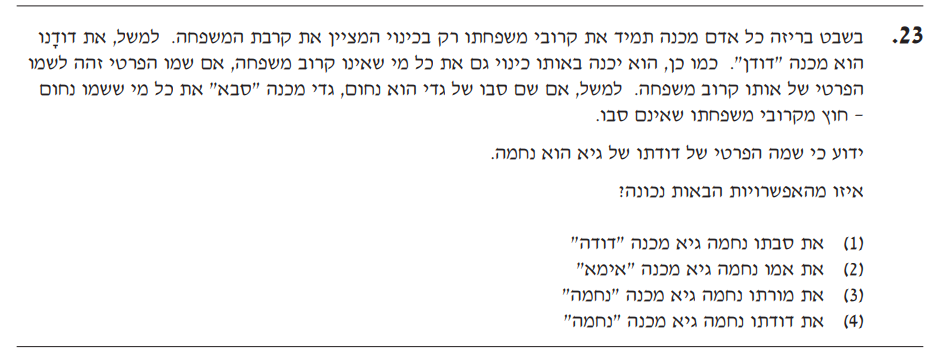 23. בשבט בריזה כל אדם מכנה תמיד את קרובי משפחתו רק בכינוי המציין את קרבת המשפחה. למשל, את דודָנו
הוא מכנה "דודן". כמו כן, הוא יכנה באותו כינוי גם את כל מי שאינו קרוב משפחה, אם שמו הפרטי זהה לשמו
הפרטי של אותו קרוב משפחה. למשל, אם שם סבו של גדי הוא נחום, גדי מכנה "סבא" את כל מי ששמו נחום
– חוץ מקרובי משפחתו שאינם סבו.
ידוע כי שמה הפרטי של דודתו של גיא הוא נחמה.
איזו מהאפשרויות הבאות נכונה?
(1) את סבתו נחמה גיא מכנה "דודה"
(2) את אמו נחמה גיא מכנה "אימא"
(3) את מורתו נחמה גיא מכנה "נחמה"
(4) את דודתו נחמה גיא מכנה "נחמה"